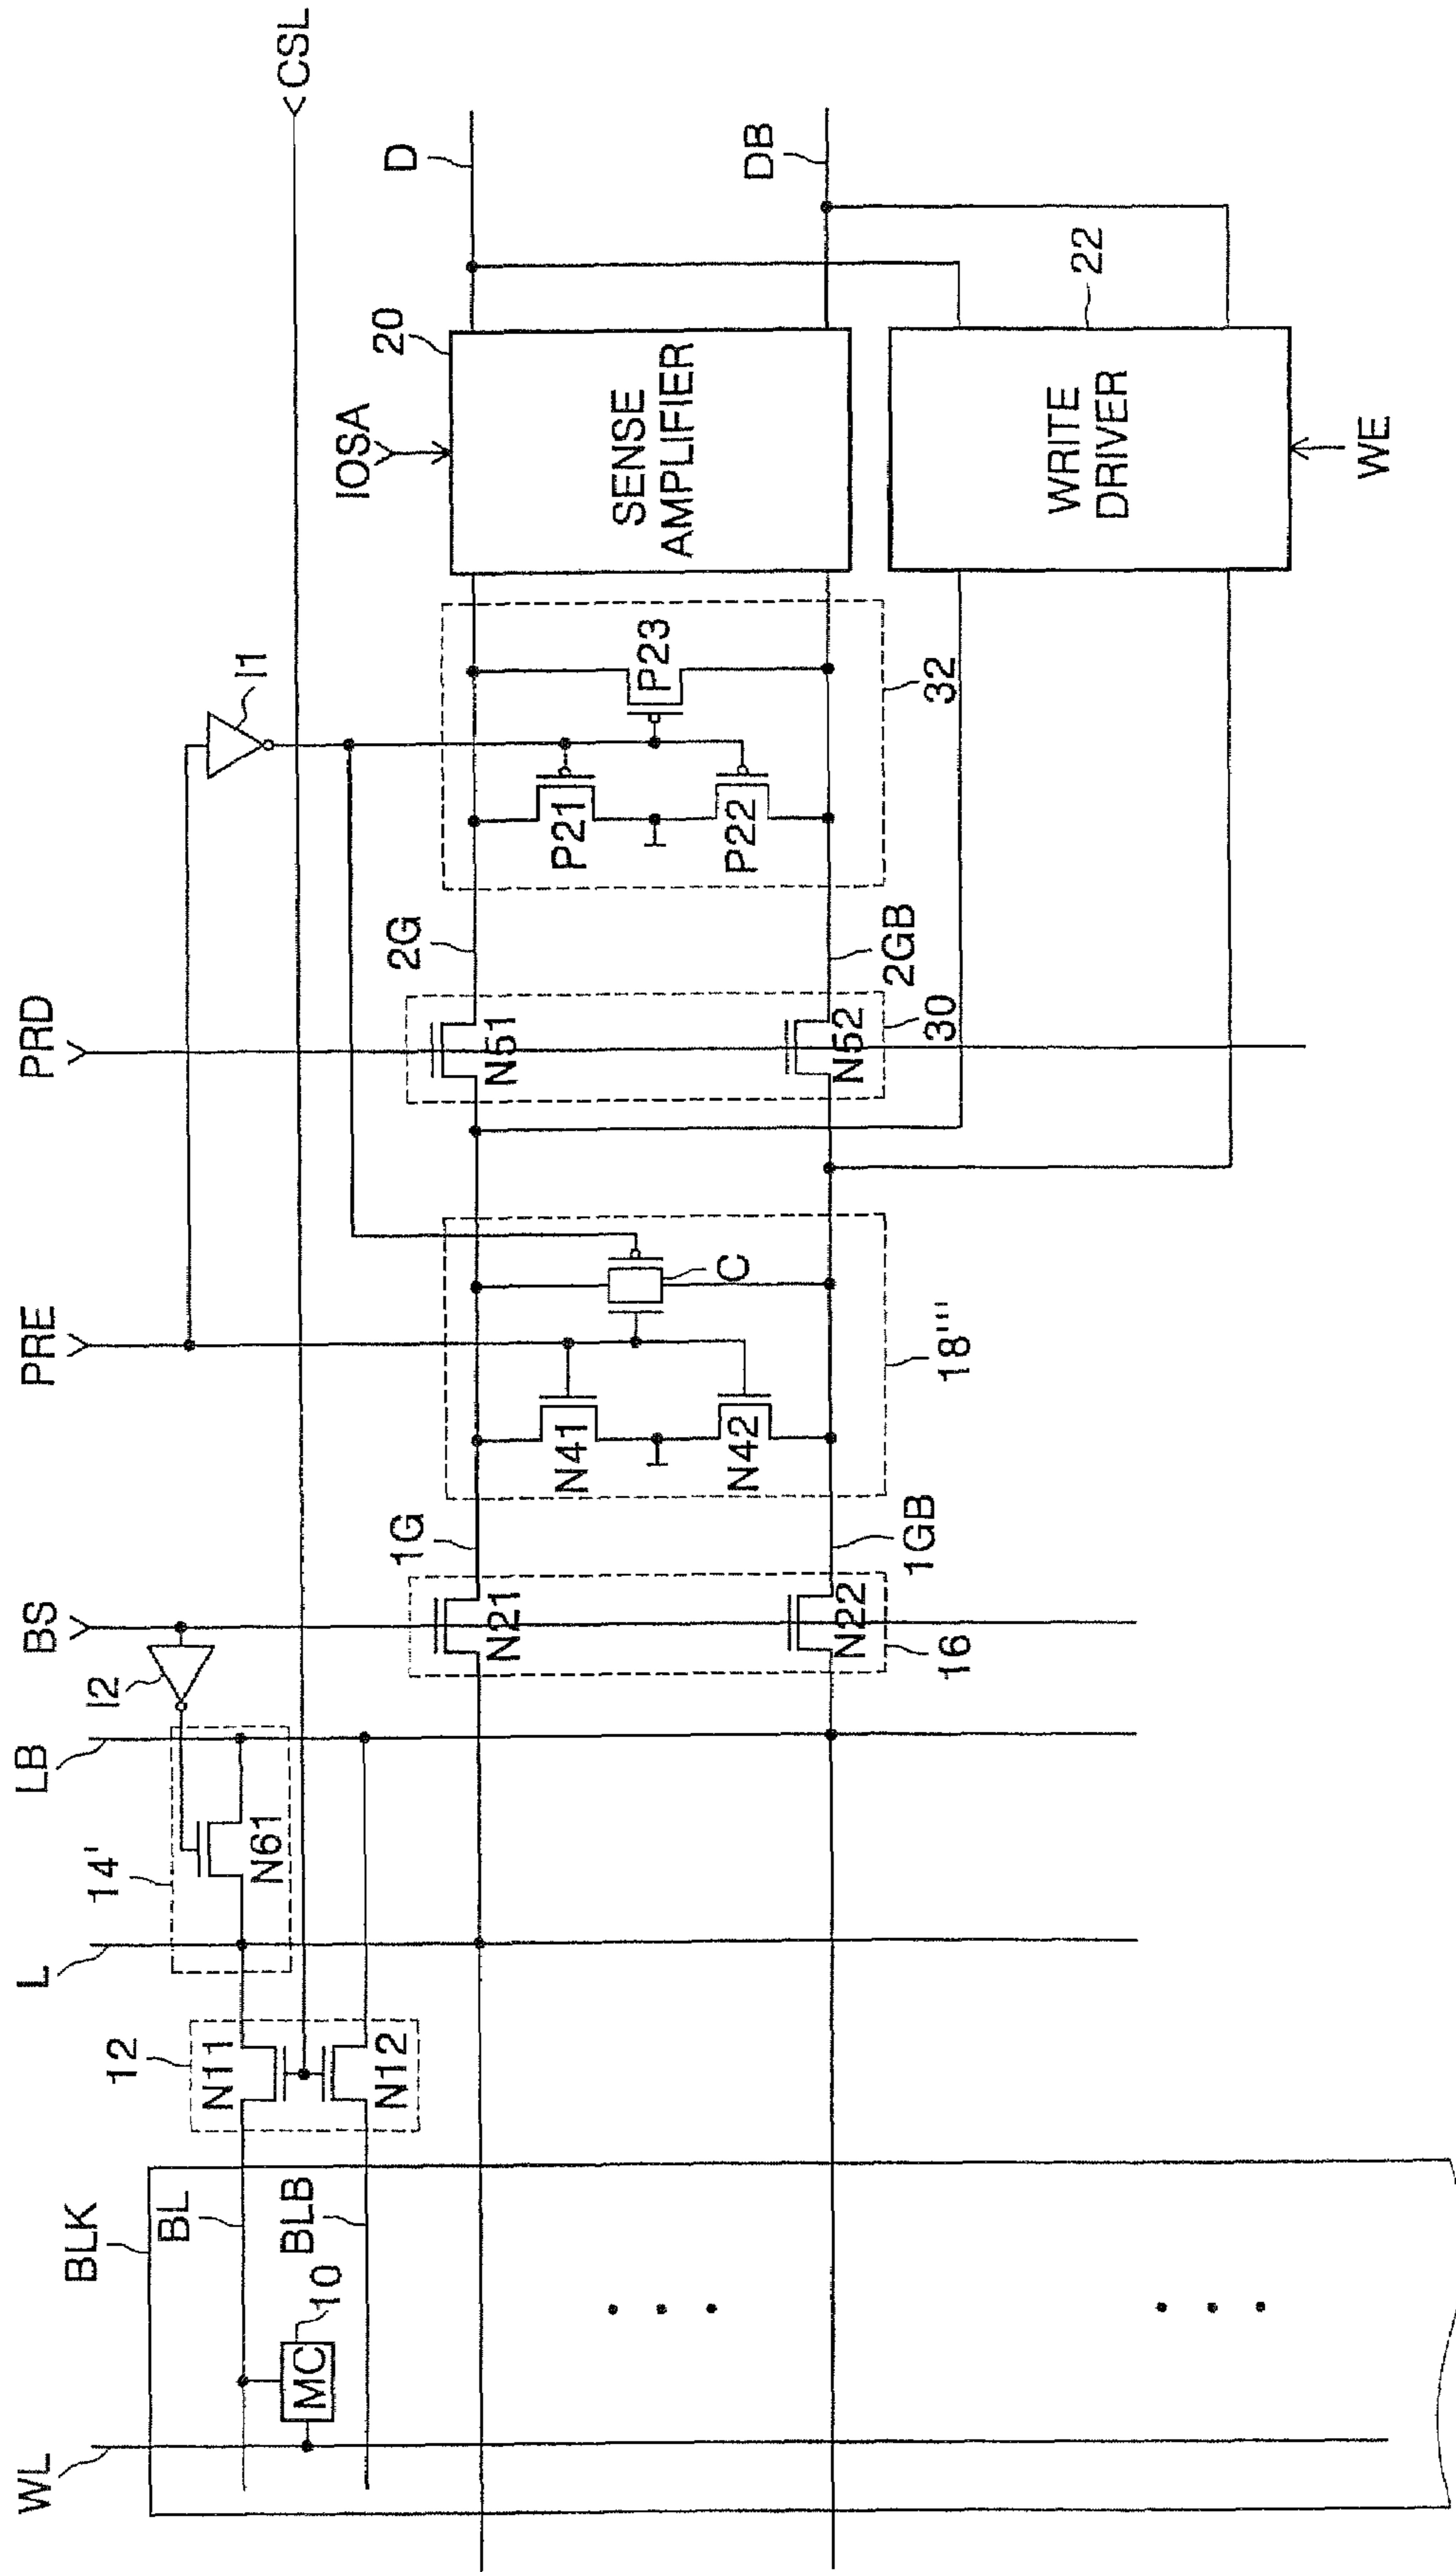 WL
BLK
BL
BLB
MC
10
12
N11
N12
L
14'
N61
LB
I2
BS
N21
N22
16
1G
1GB
PRE
N41
N42
C
18'''
PRD
N51
N52
30
2G
2GB
I1
P21
P22
P23
32
IOSA
20
SENSE
AMPLIFIER
WRITE
DRIVER
22
WE
D
DB
CSL